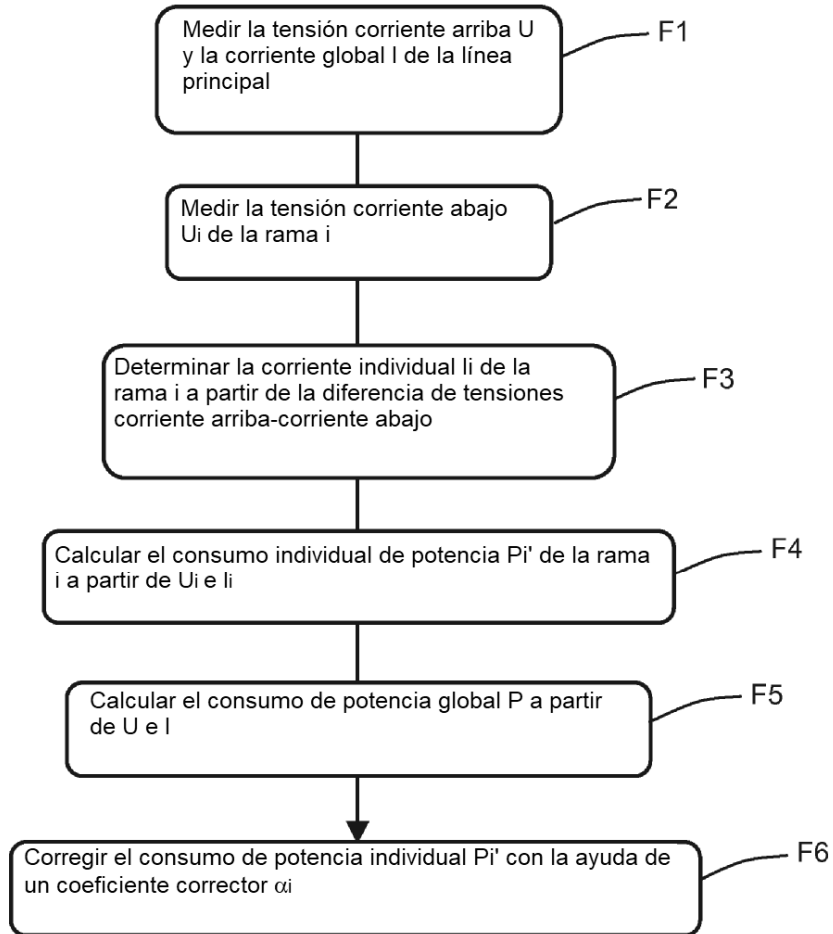 Medir la tensión corriente arriba U
y la corriente global I de la línea
principal
F1
Medir la tensión corriente abajo
Ui de la rama i
F2
Determinar la corriente individual Ii de la
rama i a partir de la diferencia de tensiones
corriente arriba-corriente abajo
F3
Calcular el consumo individual de potencia Pi' de la rama
i a partir de Ui e Ii
F4
Calcular el consumo de potencia global P a partir
de U e I
F5
Corregir el consumo de potencia individual Pi' con la ayuda de
un coeficiente corrector αi
F6